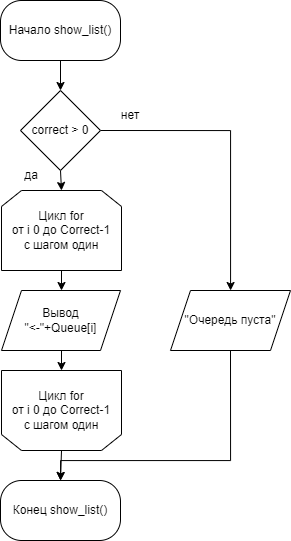 Начало show_list()
correct > 0
нет
да
Цикл for
от i 0 до Correct-1
с шагом один
Вывод
"<-"+Queue[i]
"Очередь пуста"
Цикл for
от i 0 до Correct-1
с шагом один
Конец show_list()